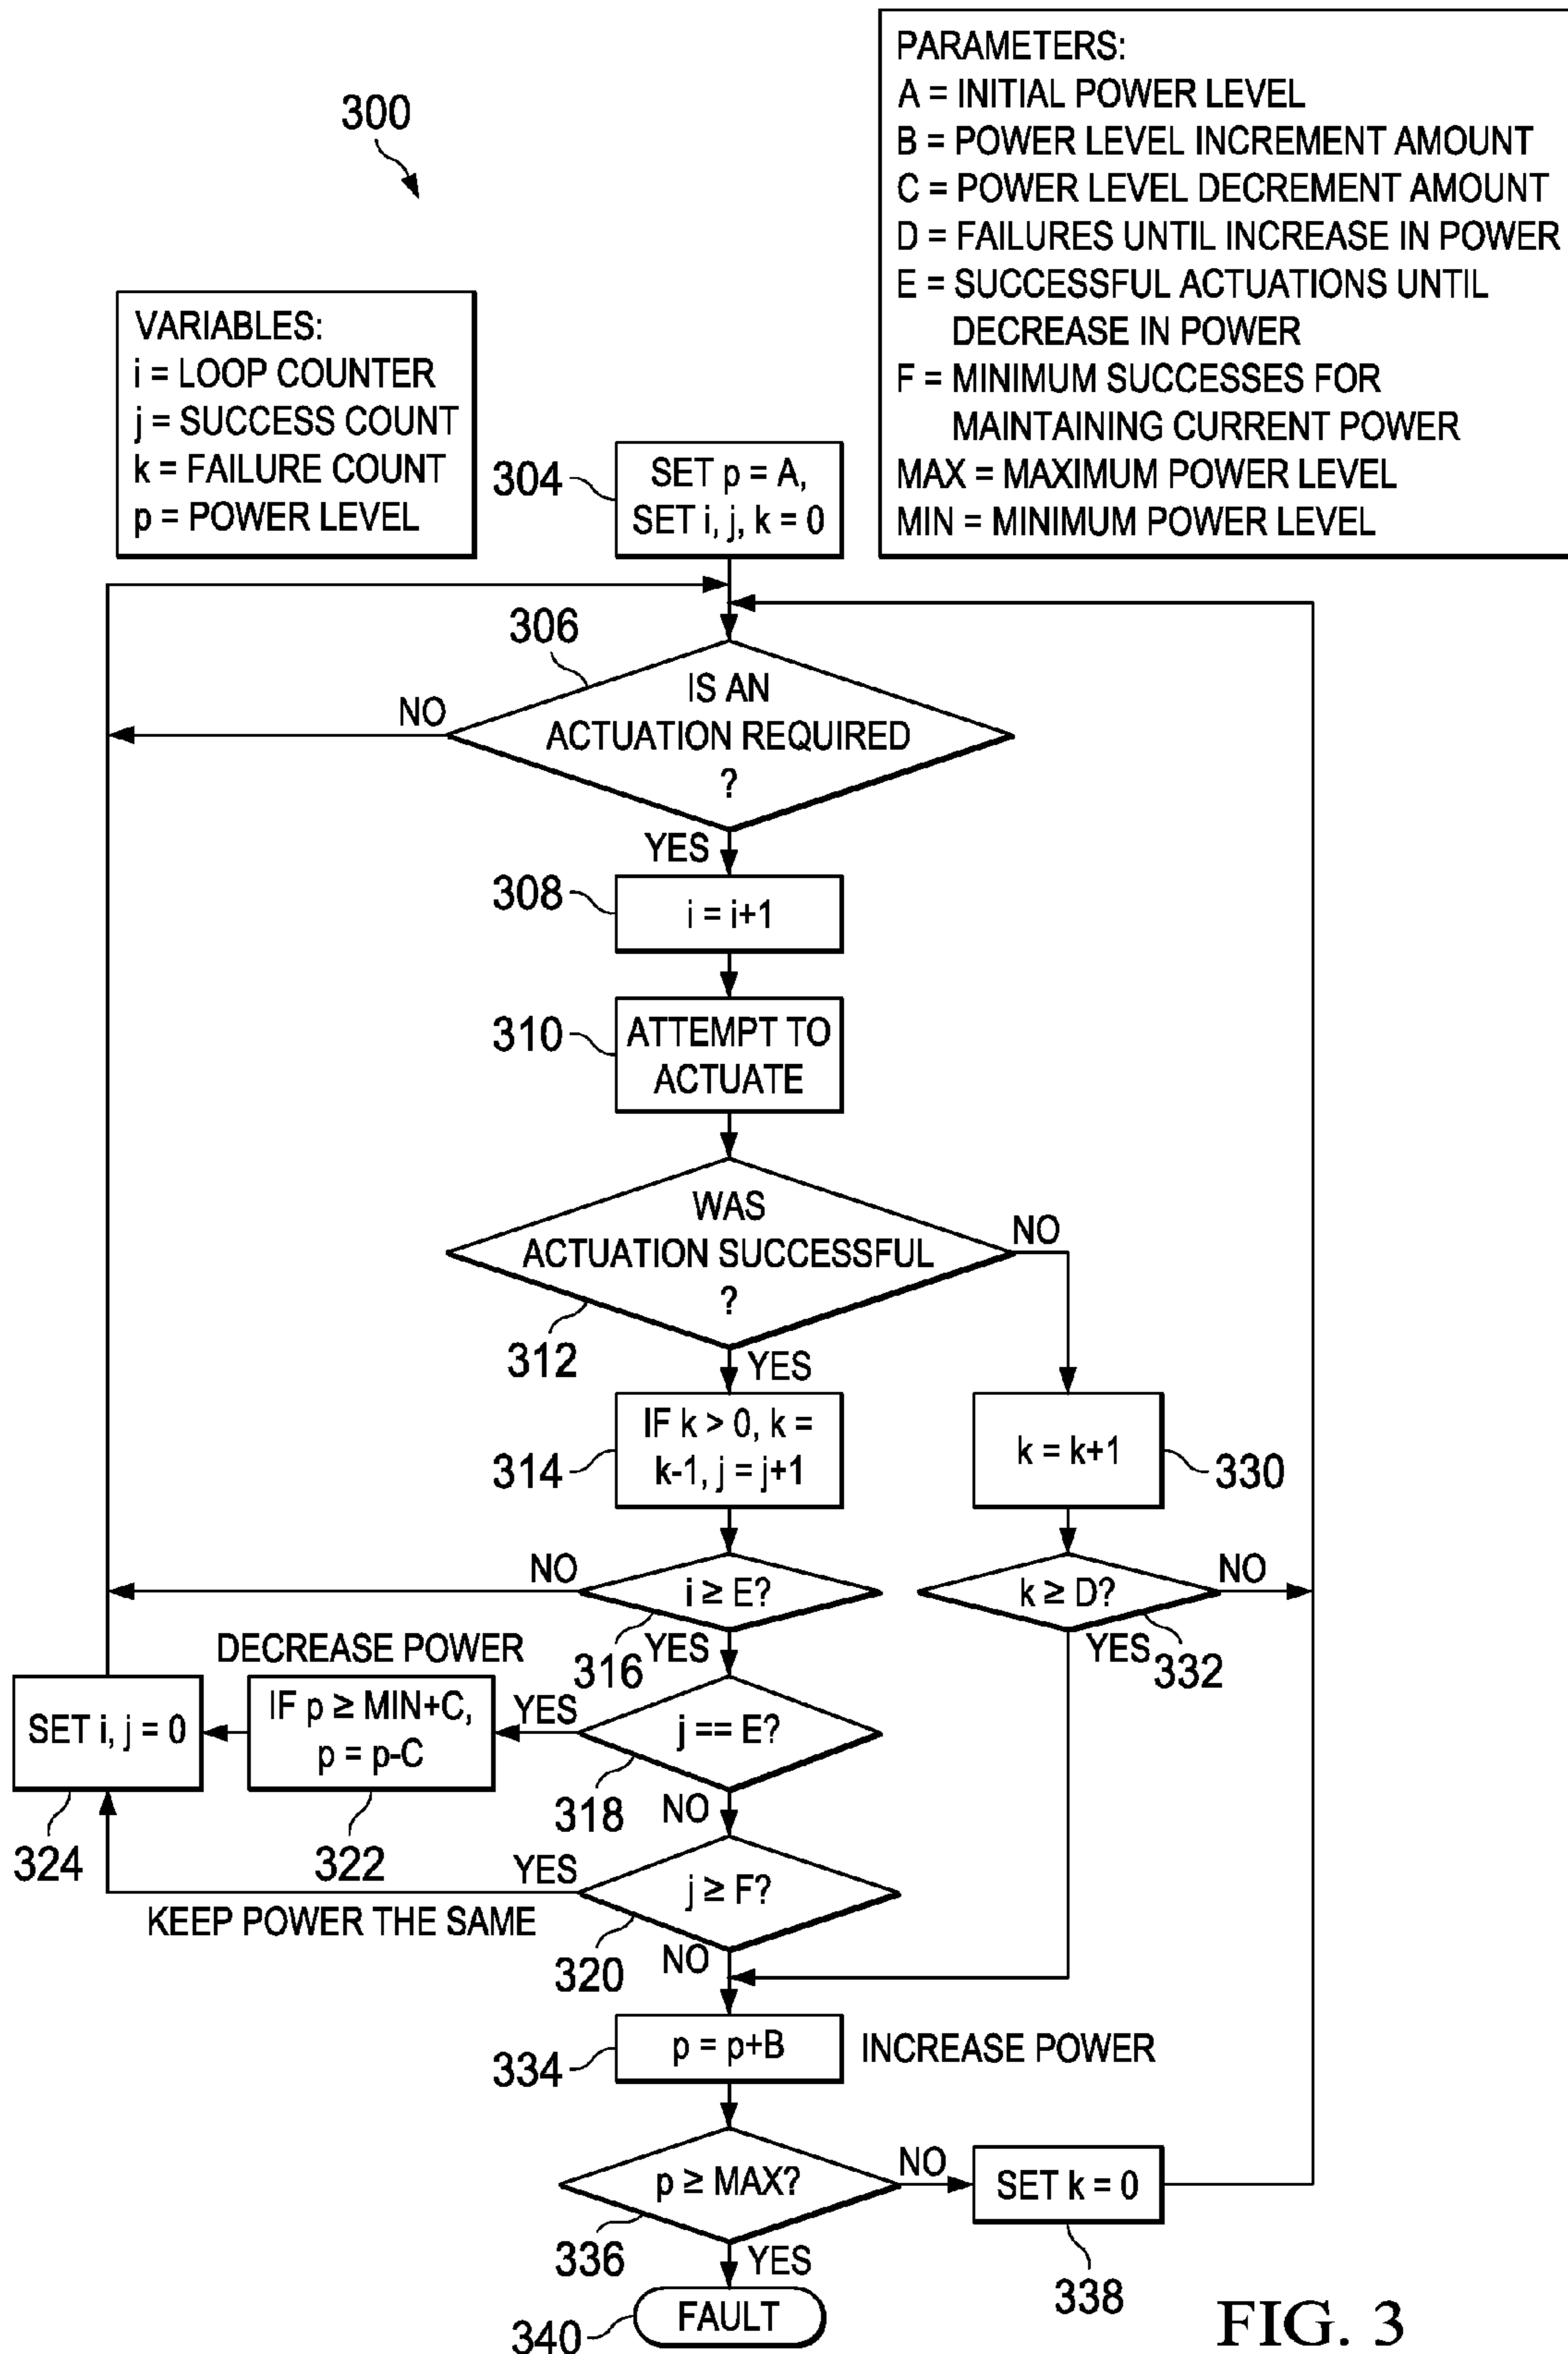 300
PARAMETERS:
A = INITIAL POWER LEVEL
B = POWER LEVEL INCREMENT AMOUNT
C = POWER LEVEL DECREMENT AMOUNT
D = FAILURES UNTIL INCREASE IN POWER
E = SUCCESSFUL ACTUATIONS UNTIL
DECREASE IN POWER
F = MINIMUM SUCCESSES FOR
MAINTAINING CURRENT POWER
MAX = MAXIMUM POWER LEVEL
MIN = MINIMUM POWER LEVEL
VARIABLES:
i = LOOP COUNTER
j = SUCCESS COUNT
k = FAILURE COUNT
p = POWER LEVEL
304
SET p = A,
SET i, j, k = 0
306
IS AN
ACTUATION REQUIRED
?
NO
YES
308
i = i+1
310
ATTEMPT TO
ACTUATE
WAS
ACTUATION SUCCESSFUL
?
NO
312
YES
314
IF k > 0, k =
k-1, j = j+1
k = k+1
330
NO
i ≥ E?
316
YES
k ≥ D?
NO
YES
332
DECREASE POWER
SET i, j = 0
324
IF p ≥ MIN+C,
p = p-C
322
YES
j == E?
318
NO
YES
j ≥ F?
KEEP POWER THE SAME
320
NO
334
p = p+B
INCREASE POWER
p ≥ MAX?
336
NO
SET k = 0
338
YES
340
FAULT
FIG. 3